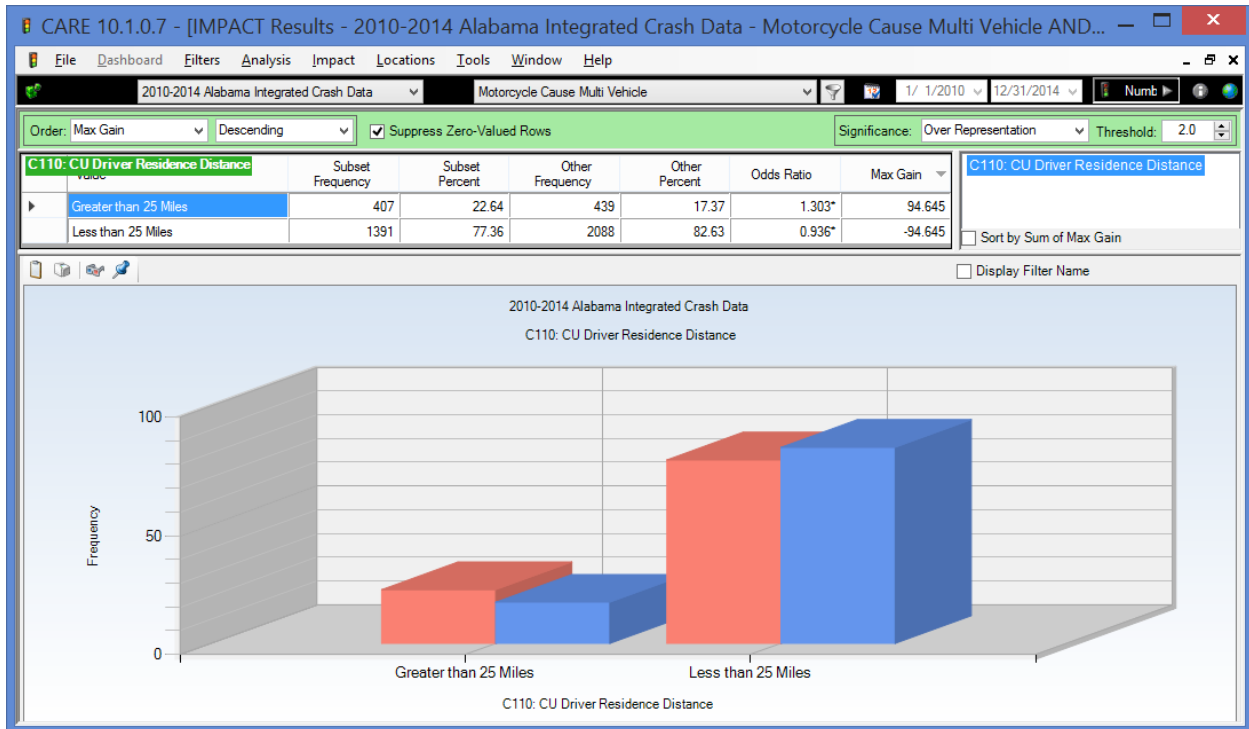 CARE 10.1.0.7 - [IMPACT Results - 2010-2014 Alabama Integrated Crash Data - Motorcycle Cause Multi Vehicle AND...
File Dashboard Filters Analysis Impact Locations Tools Window Help
2010-2014 Alabama Integrated Crash Data Motorcycle Cause Multi Vehicle 1/ 1/2010 12/31/2014 Numb
Order: Max Gain Descending Suppress Zero-Valued Rows Significance: Over Representation Threshold: 2.0
C110: CU Driver Residence Distance Subset Frequency Subset Percent Other Frequency Other Percent Odds Ratio Max Gain C110: CU Driver Residence Distance
Greater than 25 Miles 407 22.64 439 17.37 1.303* 94.645
Less than 25 Miles 1391 77.36 2088 82.63 0.936* -94.645
Sort by Sum of Max Gain
Display Filter Name
2010-2014 Alabama Integrated Crash Data
C110: CU Driver Residence Distance
100
50
0
Frequency
Greater than 25 Miles Less than 25 Miles
C110: CU Driver Residence Distance